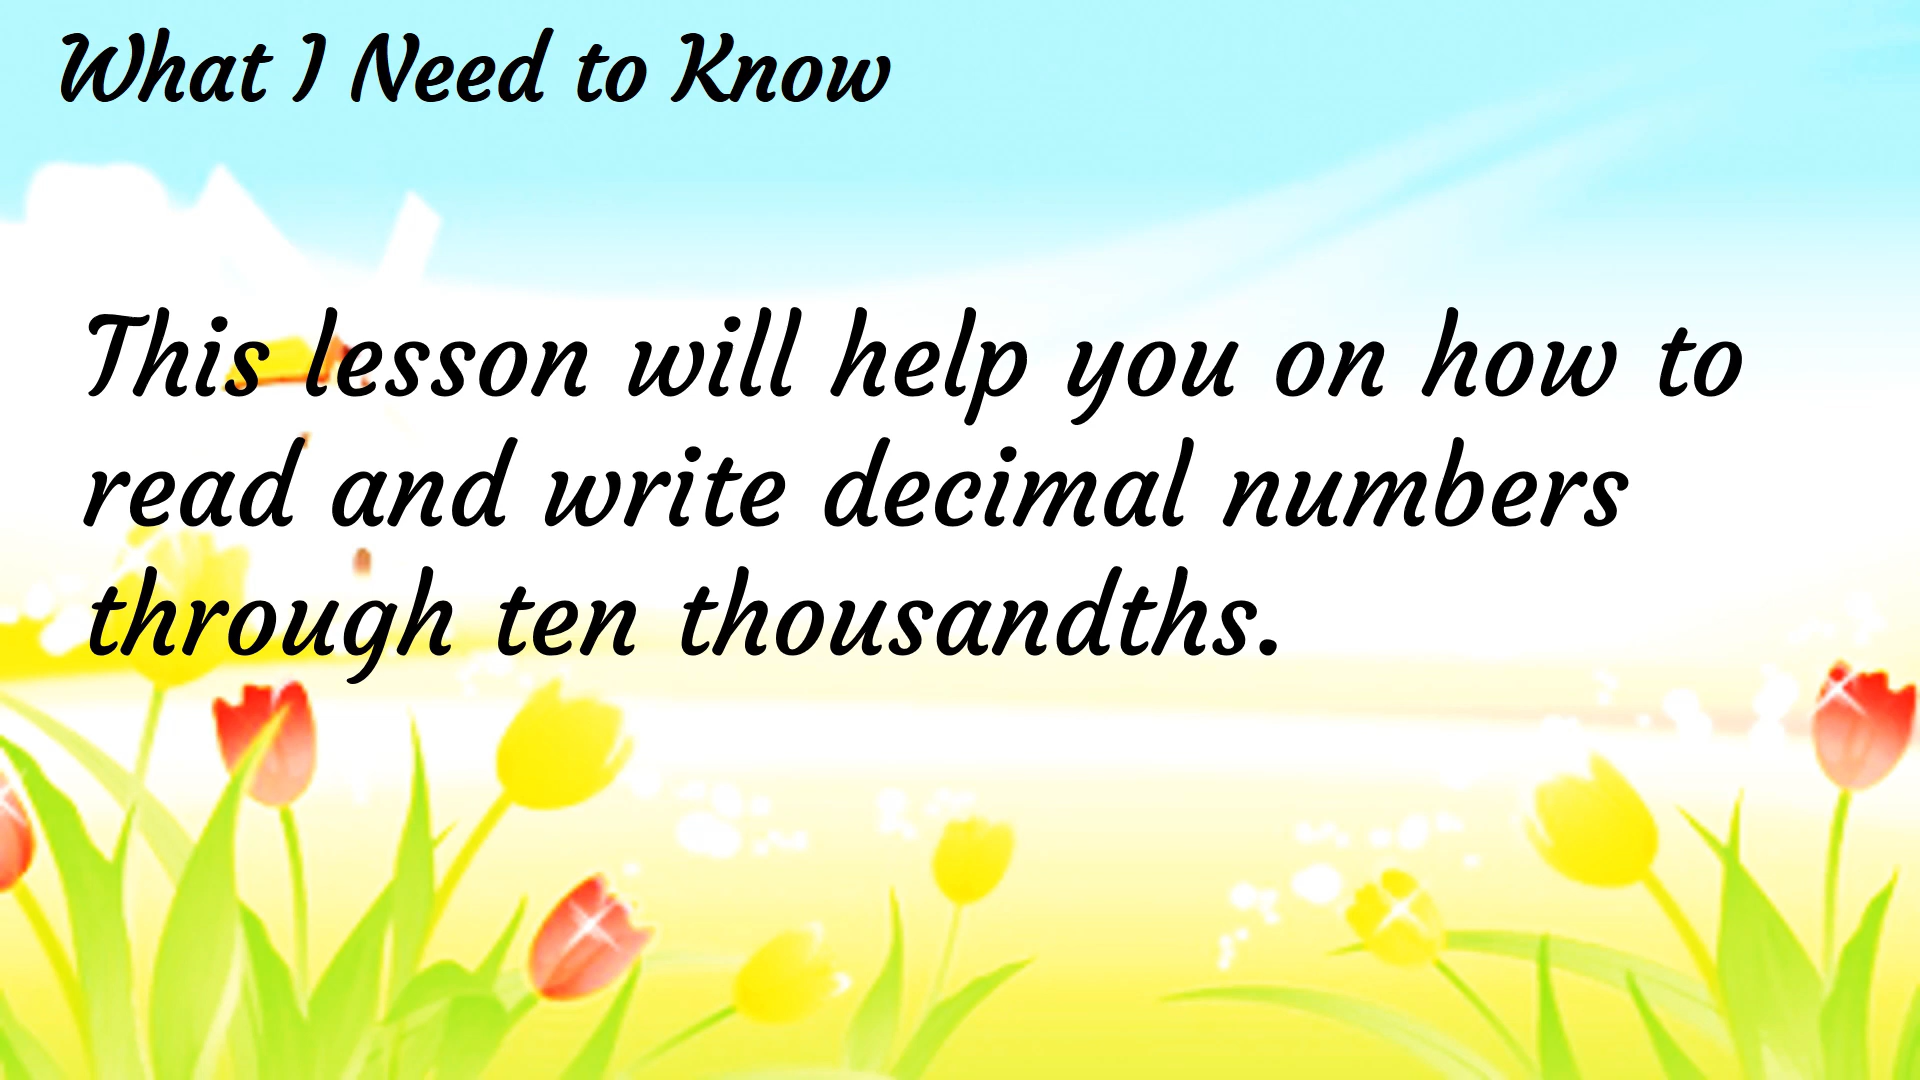 What I Need to Know
This lesson will help you on how to
read and write decimal numbers
through ten thousandths.